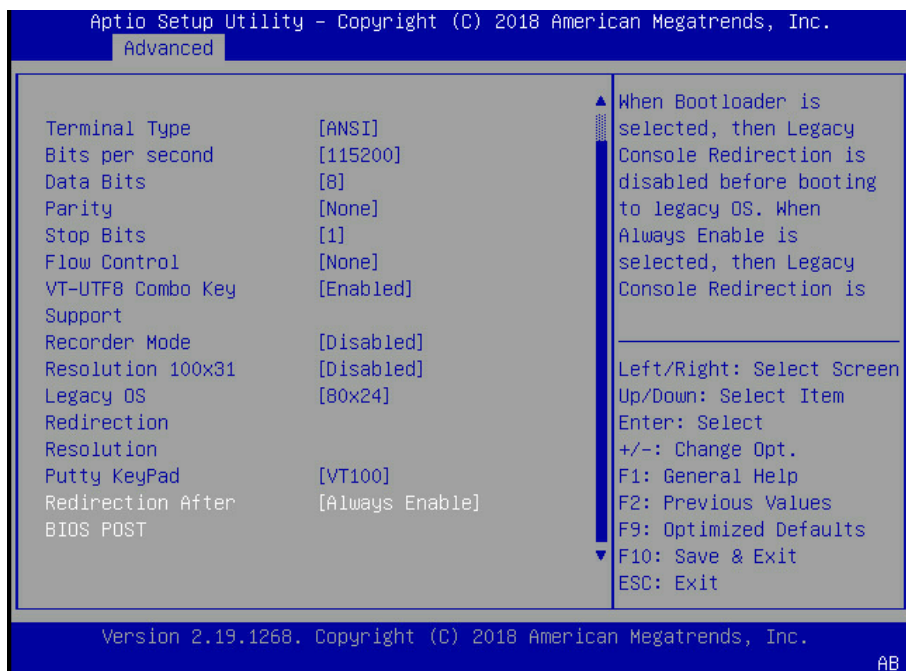 Aptio Setup Utility – Copyright (C) 2018 American Megatrends, Inc.
Advanced
Terminal Type [ANSI]
Bits per second [115200]
Data Bits [8]
Parity [None]
Stop Bits [1]
Flow Control [None]
VT-UTF8 Combo Key [Enabled]
Support
Recorder Mode [Disabled]
Resolution 100x31 [Disabled]
Legacy OS [80x24]
Redirection
Resolution
Putty KeyPad [VT100]
Redirection After [Always Enable]
BIOS POST
When Bootloader is
selected, then Legacy
Console Redirection is
disabled before booting
to legacy OS. When
Always Enable is
selected, then Legacy
Console Redirection is
Left/Right: Select Screen
Up/Down: Select Item
Enter: Select
+/-: Change Opt.
F1: General Help
F2: Previous Values
F9: Optimized Defaults
F10: Save & Exit
ESC: Exit
Version 2.19.1268. Copyright (C) 2018 American Megatrends, Inc.
AB